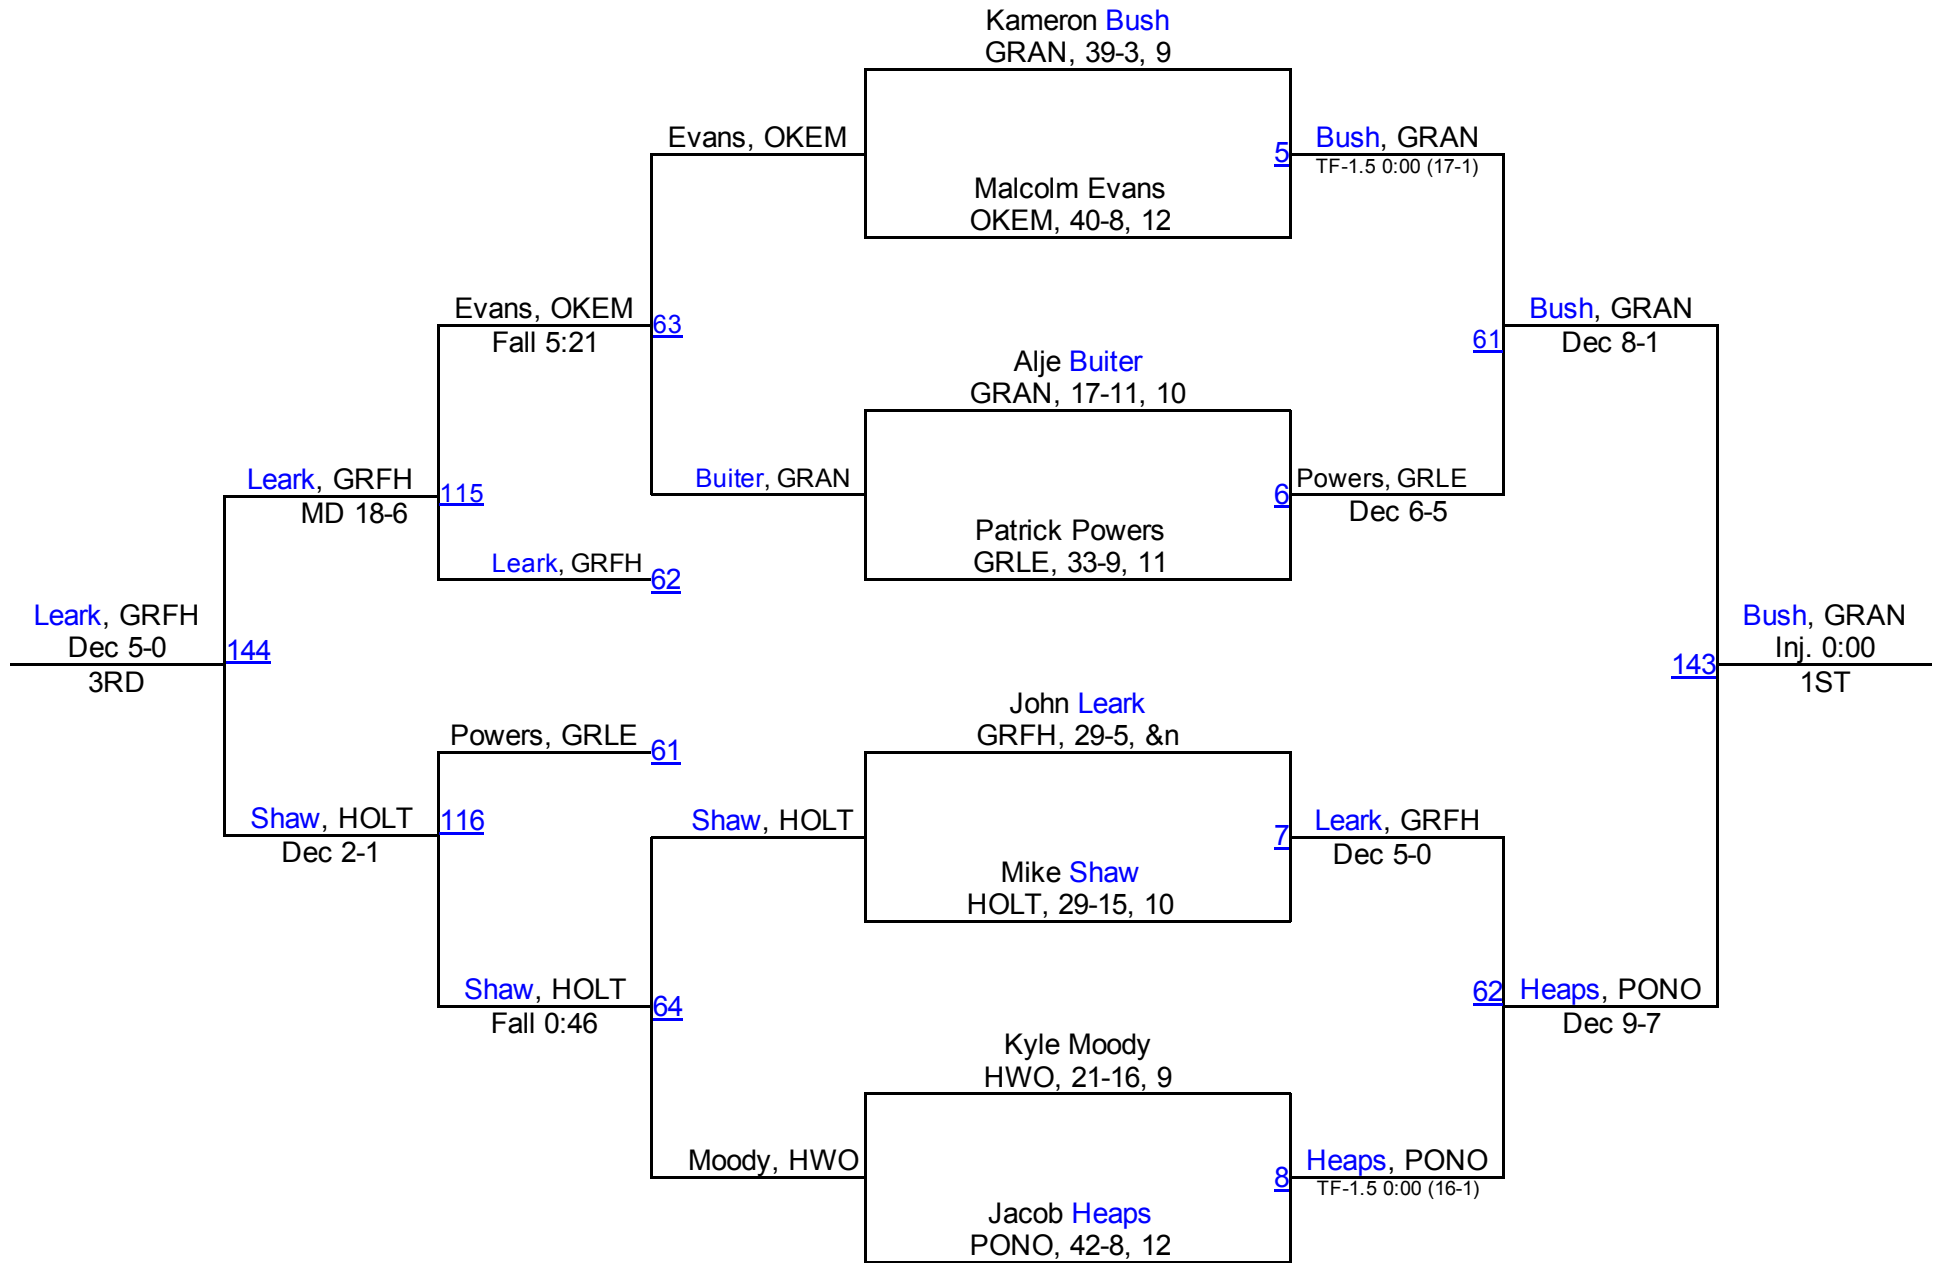 Kameron Bush
GRAN, 39-3, 9
Evans, OKEM
5
Bush, GRAN
TF-1.5 0:00 (17-1)
Malcolm Evans
OKEM, 40-8, 12
Evans, OKEM
Fall 5:21
63
Bush, GRAN
Dec 8-1
61
Alje Buiter
GRAN, 17-11, 10
Leark, GRFH
MD 18-6
115
Buiter, GRAN
6
Powers, GRLE
Dec 6-5
Patrick Powers
GRLE, 33-9, 11
Leark, GRFH
62
Leark, GRFH
Dec 5-0
3RD
144
Bush, GRAN
Inj. 0:00
1ST
143
John Leark
GRFH, 29-5, &n
Powers, GRLE
61
Shaw, HOLT
Dec 2-1
116
Shaw, HOLT
7
Leark, GRFH
Dec 5-0
Mike Shaw
HOLT, 29-15, 10
Shaw, HOLT
Fall 0:46
64
62
Heaps, PONO
Dec 9-7
Kyle Moody
HWO, 21-16, 9
Moody, HWO
8
Heaps, PONO
TF-1.5 0:00 (16-1)
Jacob Heaps
PONO, 42-8, 12